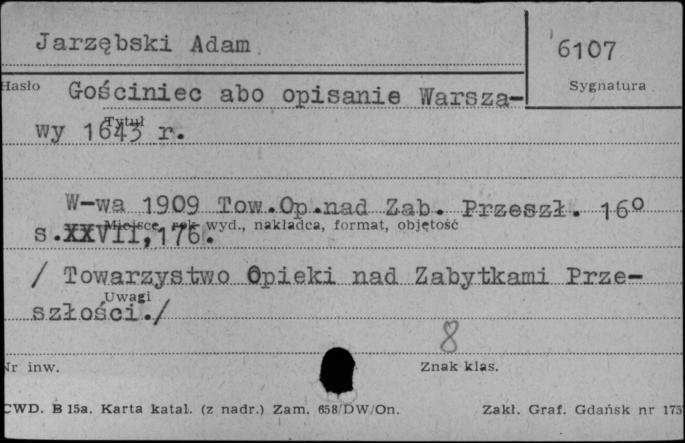 Jarzębski Adam
6107
Hasło
Sygnatura
Gościniec abo opisanie Warsza-
Tytuł
wy 1643 r.
W-wa 1909 Tow.Op.nad Zab. Przeszł. 16°
Miejsce, rok wyd., nakładca, format, objętość
s.XXVII,176.
/ Towarzystwo Opieki nad Zabytkami Prze-
Uwagi
szłości./
8
Nr inw.
Znak klas.
CWD. B 15a. Karta katal. (z nadr.) Zam. 658/DW/On.
Zakł. Graf. Gdańsk nr 175